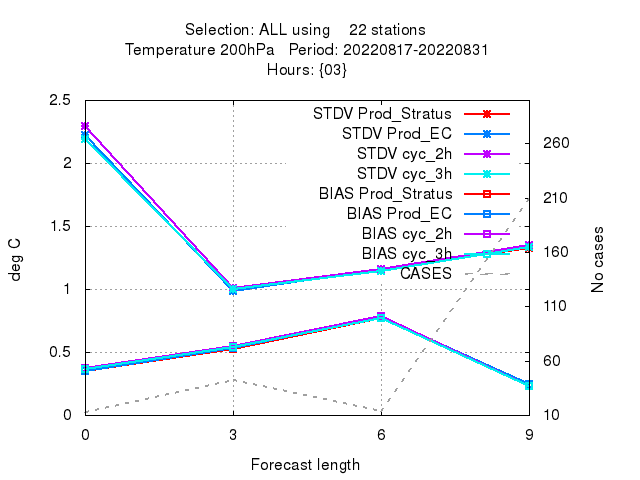 Selection: ALL using 22 stations
Temperature 200hPa Period: 20220817-20220831
Hours: {03}
2.5
2
1.5
1
0.5
0
deg C
STDV Prod_Stratus
STDV Prod_EC
STDV cyc_2h
STDV cyc_3h
BIAS Prod_Stratus
BIAS Prod_EC
BIAS cyc_2h
BIAS cyc_3h
CASES
260
210
160
110
60
10
No cases
0 3 6 9
Forecast length